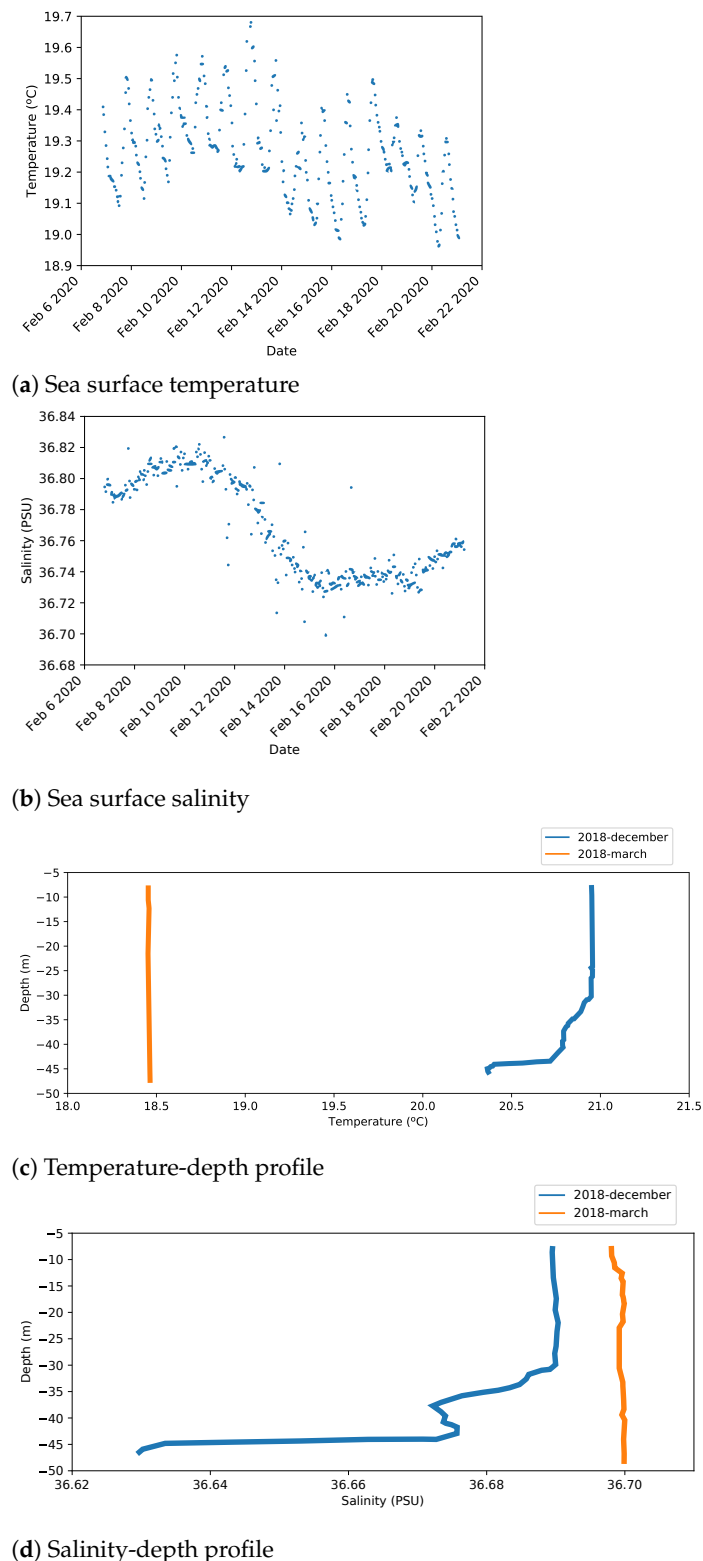 19.7
19.6
19.5
19.4
19.3
19.2
19.1
19.0
18.9
Temperature (ºC)
Feb 6 2020
Feb 8 2020
Feb 10 2020
Feb 12 2020
Feb 14 2020
Feb 16 2020
Feb 18 2020
Feb 20 2020
Feb 22 2020
Date
(a) Sea surface temperature
36.84
36.82
36.80
36.78
36.76
36.74
36.72
36.70
36.68
Salinity (PSU)
Feb 6 2020
Feb 8 2020
Feb 10 2020
Feb 12 2020
Feb 14 2020
Feb 16 2020
Feb 18 2020
Feb 20 2020
Feb 22 2020
Date
(b) Sea surface salinity
2018-december
2018-march
−5
−10
−15
−20
−25
−30
−35
−40
−45
−50
Depth (m)
18.0 18.5 19.0 19.5 20.0 20.5 21.0 21.5
Temperature (ºC)
(c) Temperature-depth profile
2018-december
2018-march
−5
−10
−15
−20
−25
−30
−35
−40
−45
−50
Depth (m)
36.62 36.64 36.66 36.68 36.70
Salinity (PSU)
(d) Salinity-depth profile